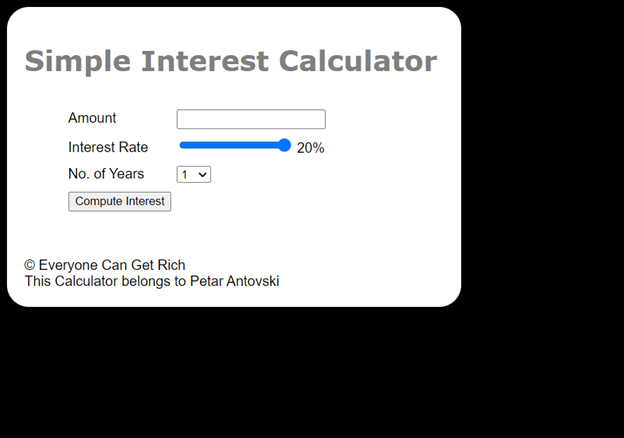 Simple Interest Calculator
Amount
Interest Rate 20%
No. of Years 1
Compute Interest
© Everyone Can Get Rich
This Calculator belongs to Petar Antovski